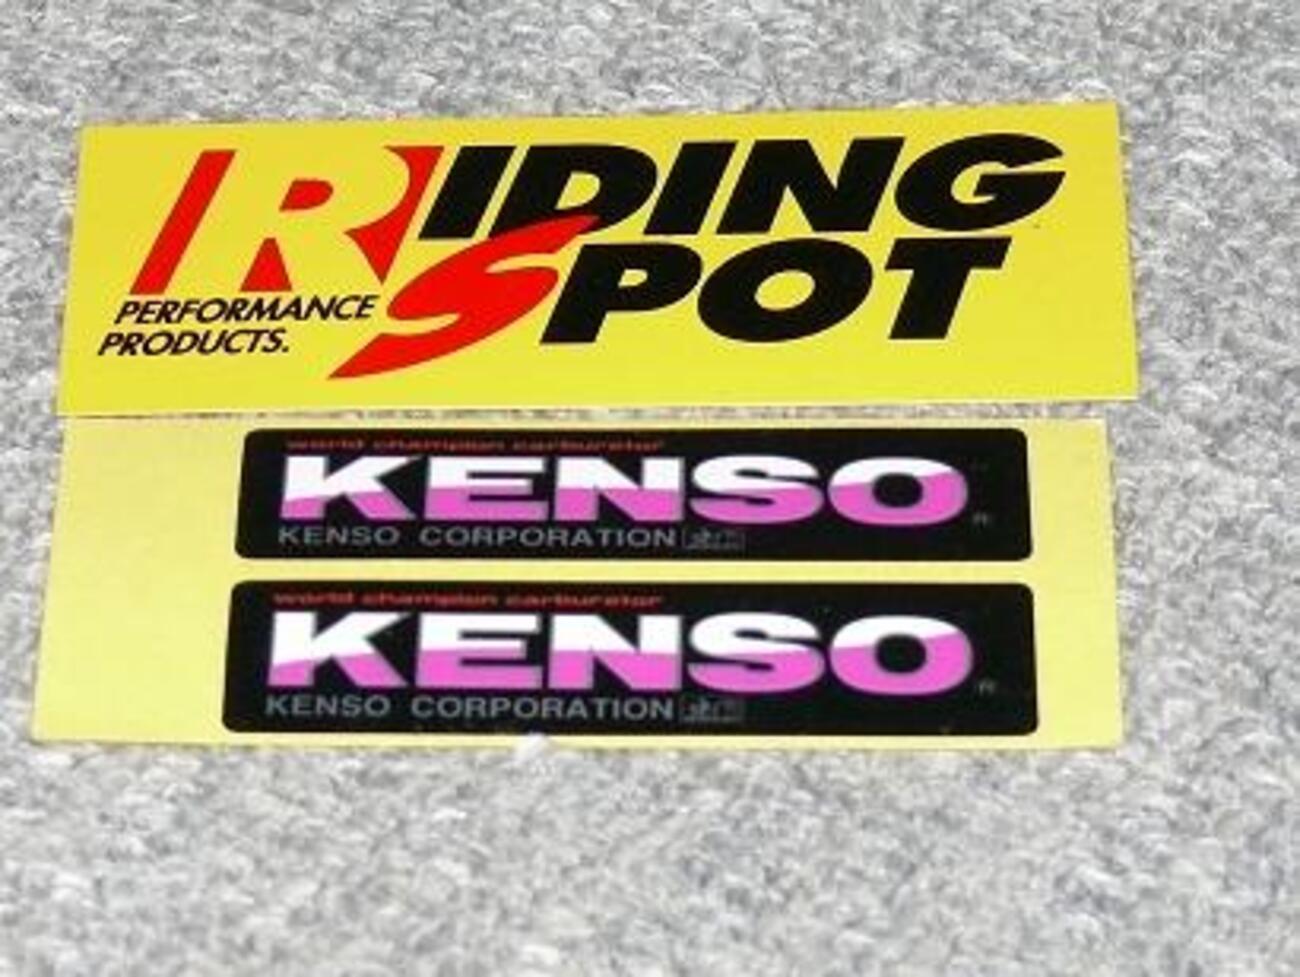 RIDING
SPOT
PERFORMANCE
PRODUCTS.
world champion carburetor
KENSO®
KENSO CORPORATION
world champion carburetor
KENSO®
KENSO CORPORATION